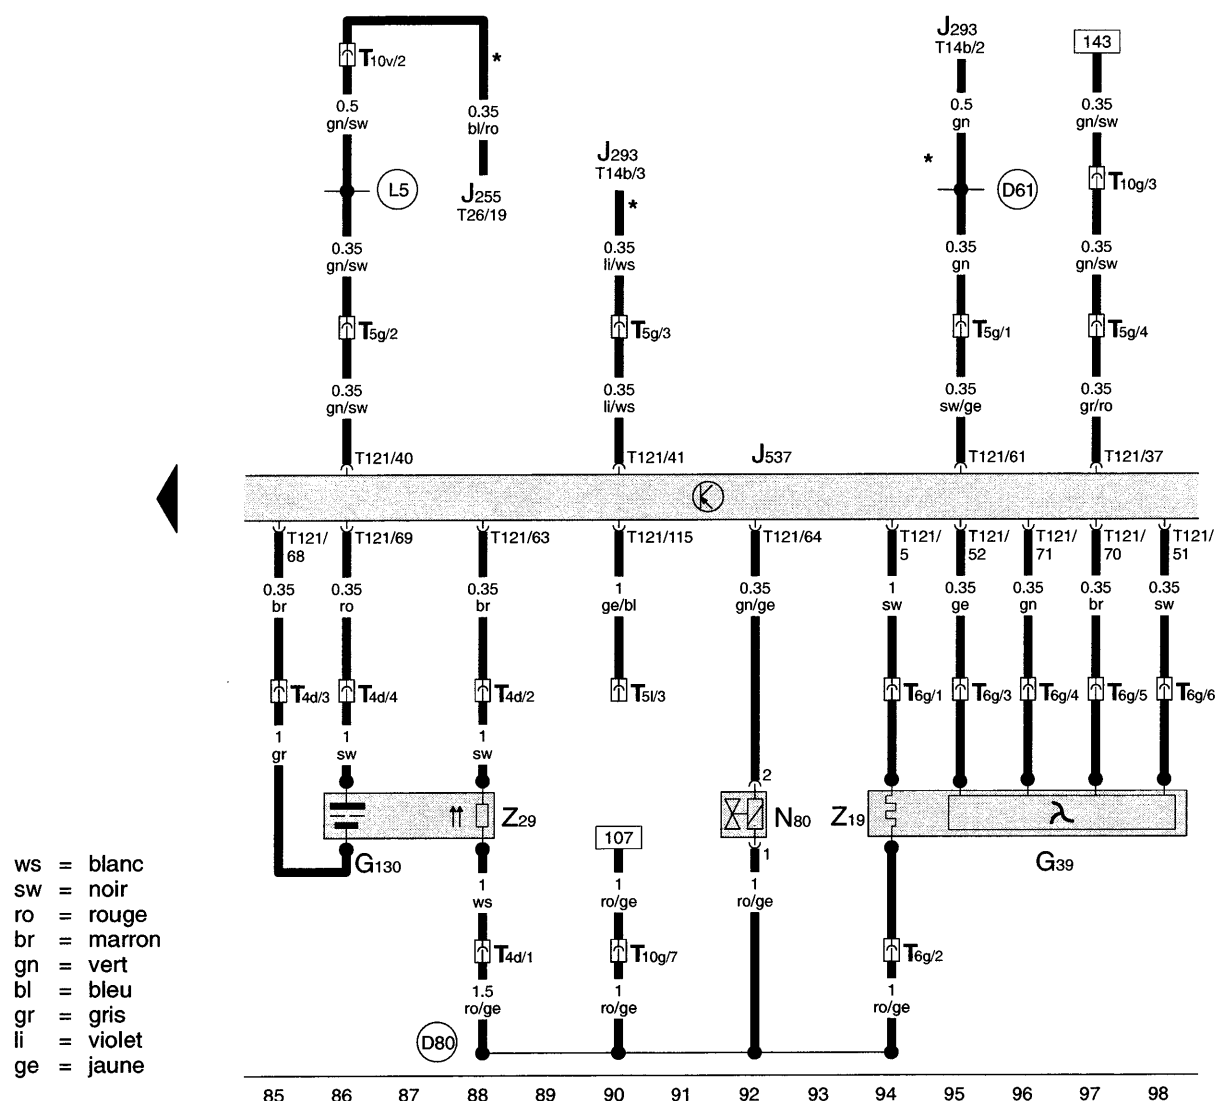 J293
T14b/2
143
T10v/2
*
0.5
gn/sw
0.35
bl/ro
0.5
gn
0.35
gn/sw
J293
T14b/3
*
L5
J255
T26/19
*
D61
T10g/3
0.35
gn/sw
0.35
li/ws
0.35
gn
0.35
gn/sw
T5g/2
T5g/3
T5g/1
T5g/4
0.35
gn/sw
0.35
li/ws
0.35
sw/ge
0.35
gr/ro
T121/40
T121/41
J537
T121/61
T121/37
T121/
68
T121/69
T121/63
T121/115
T121/64
T121/
5
T121/
52
T121/
71
T121/
70
T121/
51
0.35
br
0.35
ro
0.35
br
1
ge/bl
0.35
gn/ge
1
sw
0.35
ge
0.35
gn
0.35
br
0.35
sw
T4d/3
T4d/4
T4d/2
T5l/3
T6g/1
T6g/3
T6g/4
T6g/5
T6g/6
1
gr
1
sw
1
sw
2
Z29
N80
Z19
107
1
G130
G39
1
ws
1
ro/ge
1
ro/ge
T4d/1
T10g/7
T6g/2
1.5
ro/ge
1
ro/ge
1
ro/ge
D80
ws = blanc
sw = noir
ro = rouge
br = marron
gn = vert
bl = bleu
gr = gris
li = violet
ge = jaune
85 86 87 88 89 90 91 92 93 94 95 96 97 98